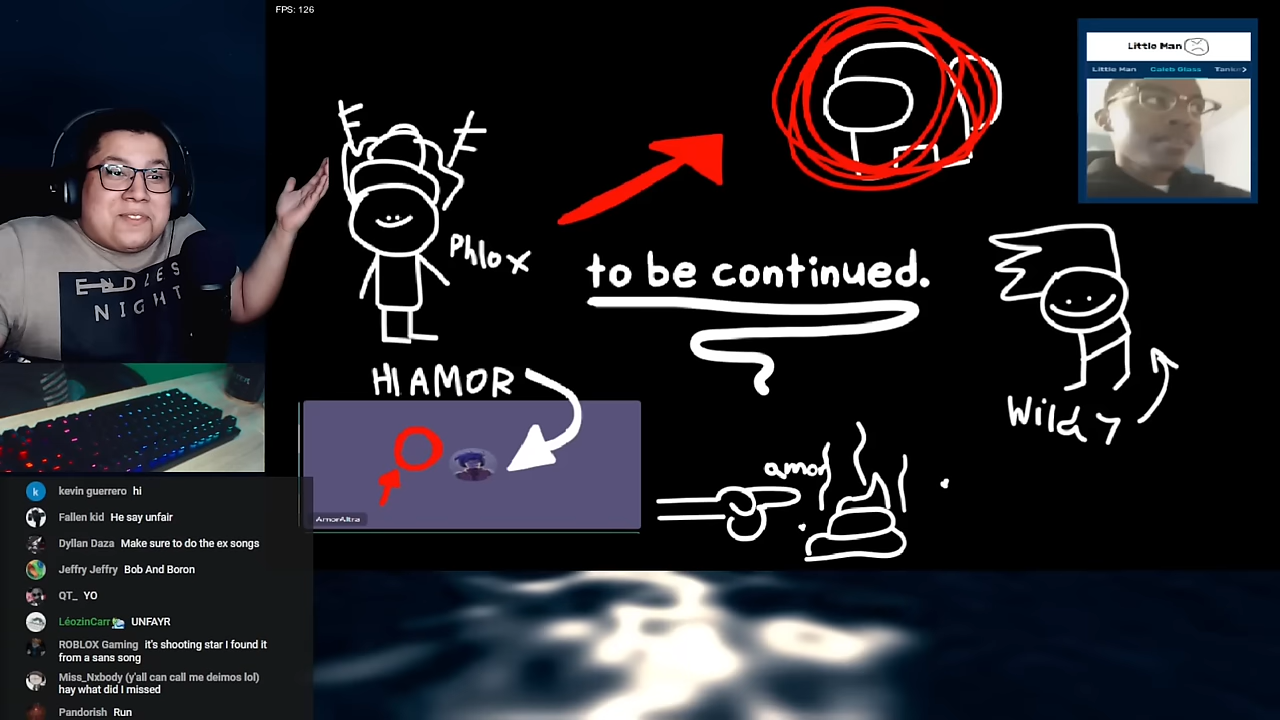 FPS: 126
ENDLES
NIGHT
Little Man
Little Man Caleb Glass
Phlox
to be continued.
HI AMOR
Wild y
AmorAltra
amor
kevin guerrero hi
Fallen kid He say unfair
Dyllan Daza Make sure to do the ex songs
Jeffry Jeffry Bob And Boron
QT_ YO
LéozinCarr UNFAYR
ROBLOX Gaming it's shooting star I found it
from a sans song
Miss_Nxbody (y'all can call me deimos lol)
hay what did I missed
Pandorish Run